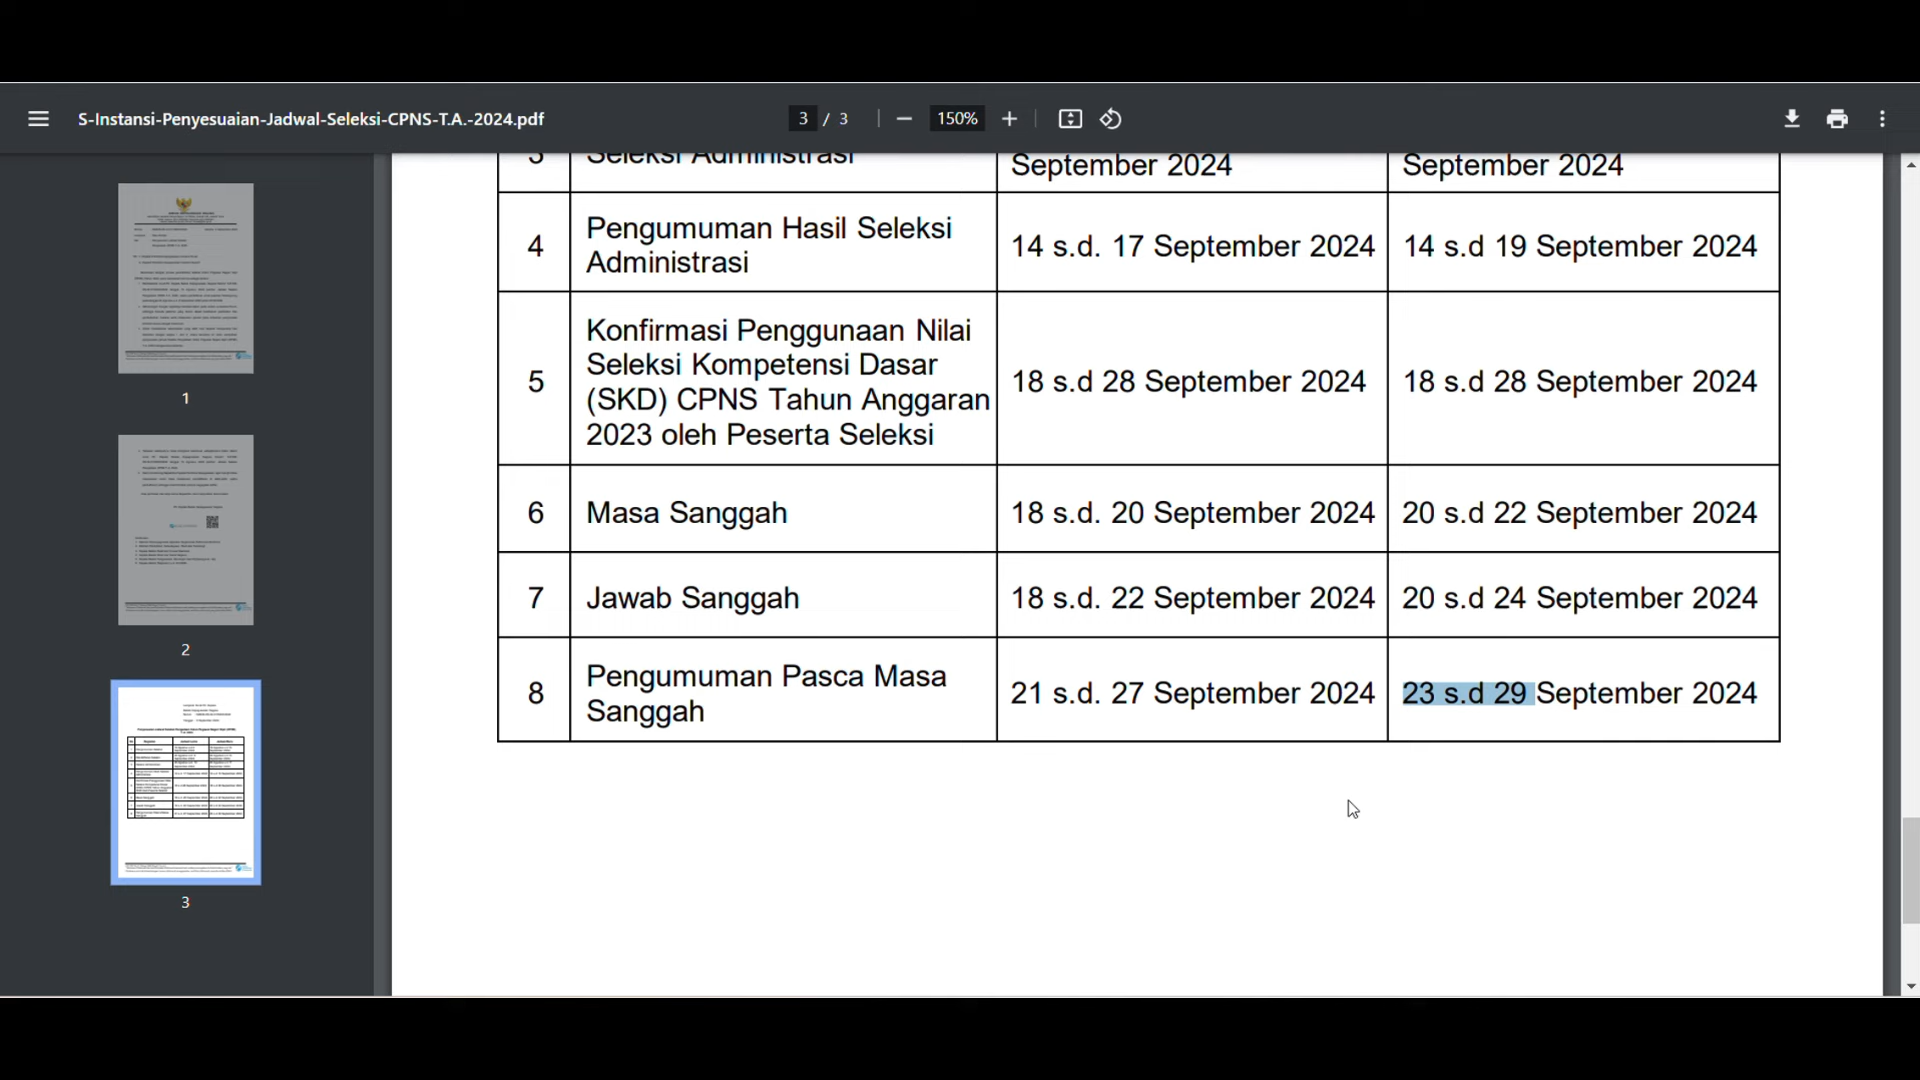 S-Instansi-Penyesuaian-Jadwal-Seleksi-CPNS-T.A.-2024.pdf
3 / 3
150%
3 Seleksi Administrasi September 2024 September 2024
4 Pengumuman Hasil Seleksi Administrasi 14 s.d. 17 September 2024 14 s.d 19 September 2024
5 Konfirmasi Penggunaan Nilai Seleksi Kompetensi Dasar (SKD) CPNS Tahun Anggaran 2023 oleh Peserta Seleksi 18 s.d 28 September 2024 18 s.d 28 September 2024
6 Masa Sanggah 18 s.d. 20 September 2024 20 s.d 22 September 2024
7 Jawab Sanggah 18 s.d. 22 September 2024 20 s.d 24 September 2024
8 Pengumuman Pasca Masa Sanggah 21 s.d. 27 September 2024 23 s.d 29 September 2024
1
2
3